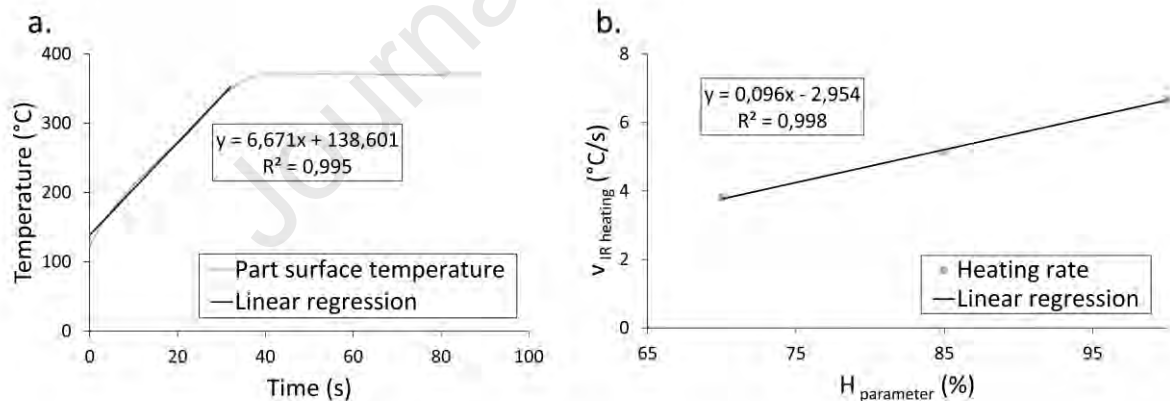 a.
Journa
400
300
200
100
0
Temperature (°C)
y = 6,671x + 138,601
R² = 0,995
Part surface temperature
Linear regression
0 20 40 60 80 100
Time (s)
b.
8
6
4
2
0
v IR heating (°C/s)
y = 0,096x - 2,954
R² = 0,998
Heating rate
Linear regression
65 75 85 95
H parameter (%)